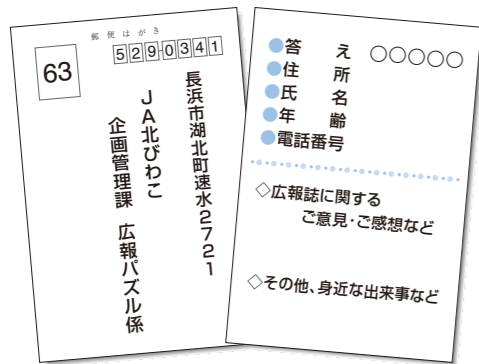 郵便はがき
63
5290341
長浜市湖北町速水2721
JA北びわこ
企画管理課 広報パズル係
●答え ○○○○○
●住所
●氏名
●年齢
●電話番号
◇広報誌に関する
ご意見・ご感想など
◇その他、身近な出来事など